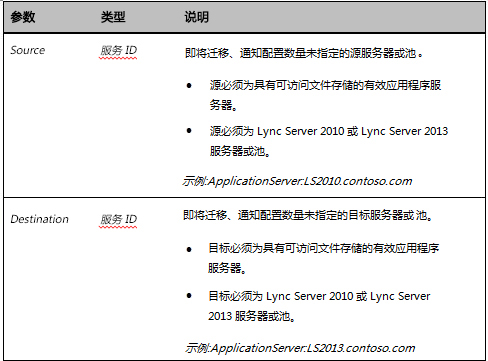 参数 类型 说明
Source 服务 ID 即将迁移、通知配置数量未指定的源服务器或池。
• 源必须为具有可访问文件存储的有效应用程序服
务器。
• 源必须为 Lync Server 2010 或 Lync Server 2013
服务器或池。
示例:ApplicationServer:LS2010.contoso.com
Destination 服务 ID 即将迁移、通知配置数量未指定的目标服务器或 池。
• 目标必须为具有可访问文件存储的有效应用程序
服务器。
• 目标必须为 Lync Server 2010 或 Lync Server
2013 服务器或池。
示例:ApplicationServer:LS2013.contoso.com